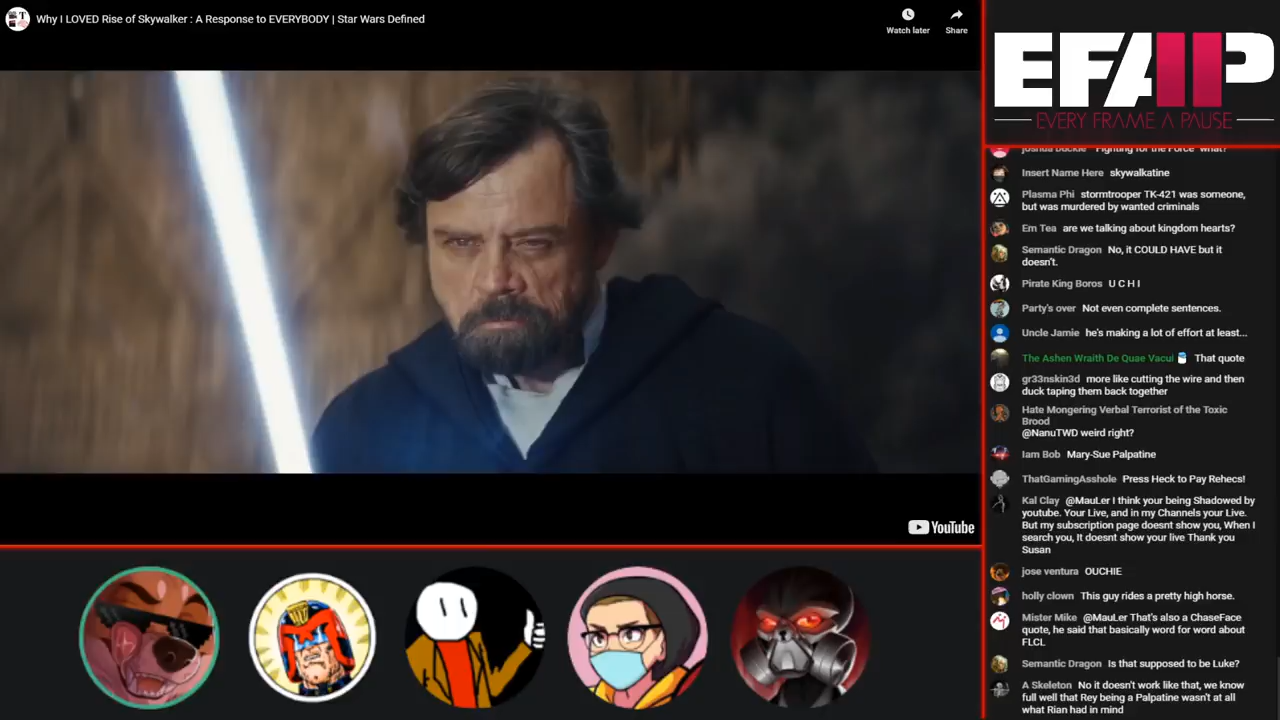 Why I LOVED Rise of Skywalker : A Response to EVERYBODY | Star Wars Defined
Watch later
Share
YouTube
EFAP
EVERY FRAME A PAUSE
Joshua Duckie Fighting for the Force what?
Insert Name Here skywalkatine
Plasma Phi stormtrooper TK-421 was someone,
but was murdered by wanted criminals
Em Tea are we talking about kingdom hearts?
Semantic Dragon No, it COULD HAVE but it
doesn't.
Pirate King Boros U C H I
Party's over Not even complete sentences.
Uncle Jamie he's making a lot of effort at least...
The Ashen Wraith De Quae Vacui That quote
gr33nskin3d more like cutting the wire and then
duck taping them back together
Hate Mongering Verbal Terrorist of the Toxic
Brood
@NanuTWD weird right?
Iam Bob Mary-Sue Palpatine
ThatGamingAsshole Press Heck to Pay Rehecs!
Kal Clay @MauLer I think your being Shadowed by
youtube. Your Live, and in my Channels your Live.
But my subscription page doesnt show you, When I
search you, It doesnt show your live Thank you
Susan
jose ventura OUCHIE
holly clown This guy rides a pretty high horse.
Mister Mike @MauLer That's also a ChaseFace
quote, he said that basically word for word about
FLCL.
Semantic Dragon Is that supposed to be Luke?
A Skeleton No it doesn't work like that, we know
full well that Rey being a Palpatine wasn't at all
what Rian had in mind